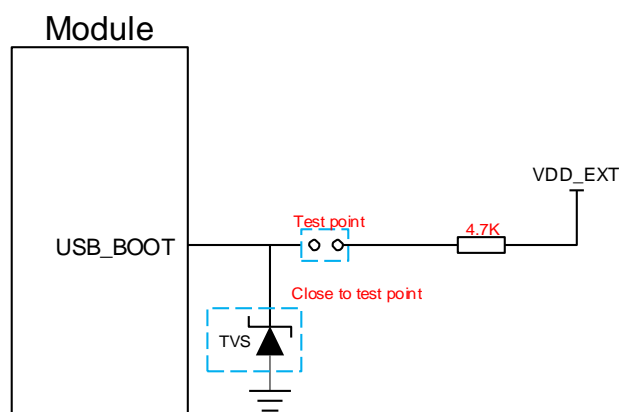 Module
VDD_EXT
Test point
4.7K
USB_BOOT
Close to test point
TVS